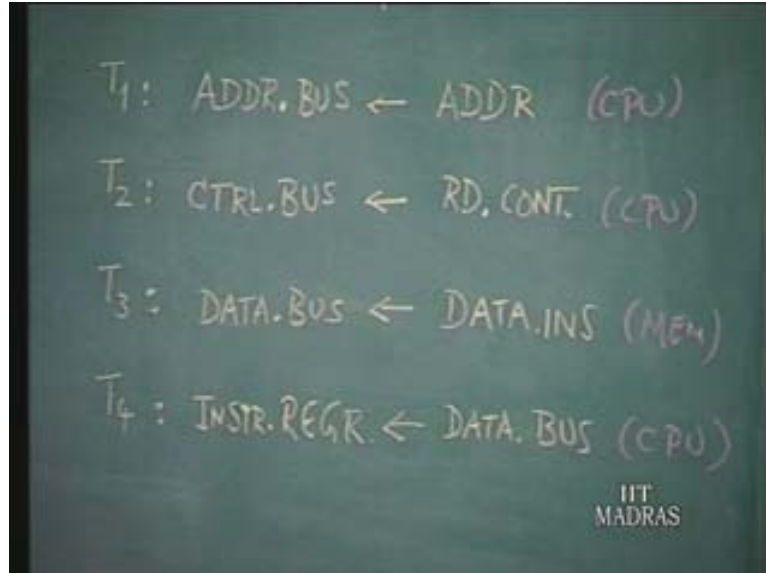 T1: ADDR.BUS ← ADDR (CPU)
T2: CTRL.BUS ← RD.CONT. (CPU)
T3: DATA.BUS ← DATA.INS (MEM)
T4: INSTR.REGR ← DATA.BUS (CPU)
IIT
MADRAS